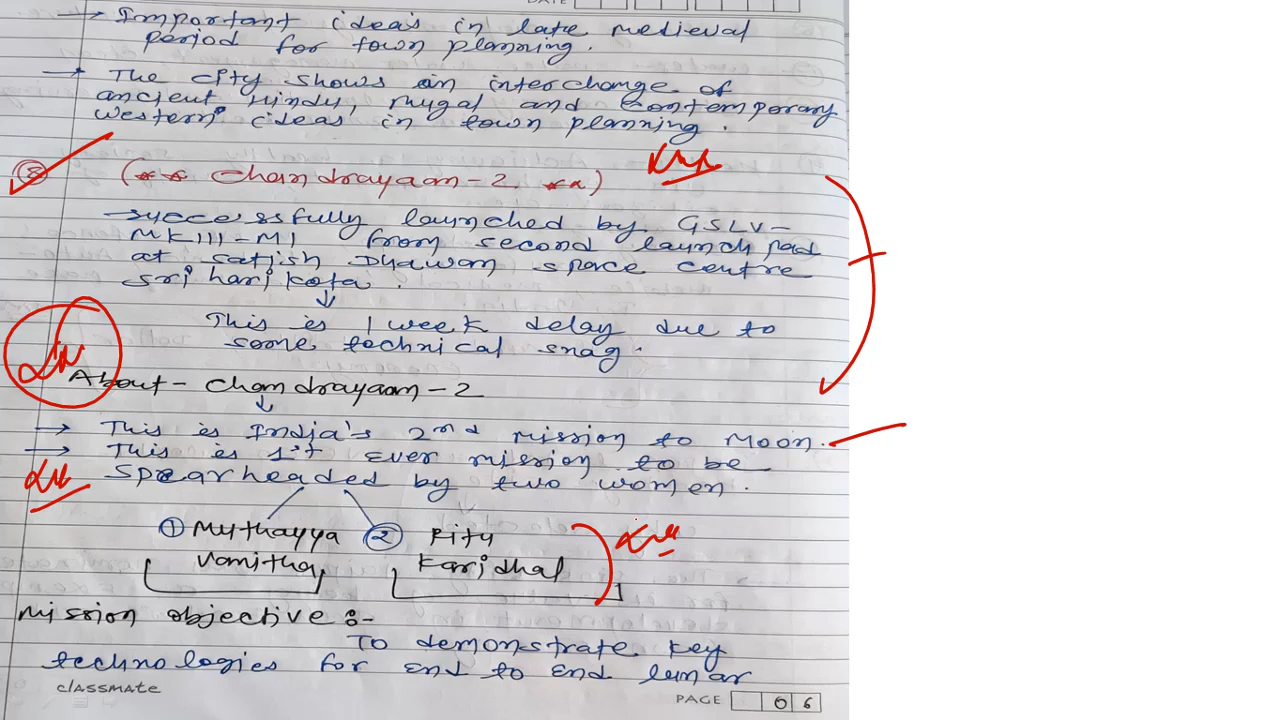 DATE
→ Important ideas in late medieval
period for town planning.
→ The city shows an interchange of
ancient Hindu, Mugal and Contemporary
Western ideas in town planning.
⑧ (** Chandrayaan-2 **)
→ successfully launched by GSLV-
MKIII-M1 from second launch pad
at satish Dhawan space centre
sri hari kota.
↓
This is 1 week delay due to
some technical snag.
About - Chandrayaan-2
↓
→ This is India's 2nd mission to Moon.
→ This is 1st ever mission to be
spearheaded by two women.
① Muthayya ② Ritu
Vanitha Karidhal
Mission objective :-
To demonstrate key
technologies for end to end lunar
classmate
PAGE 06